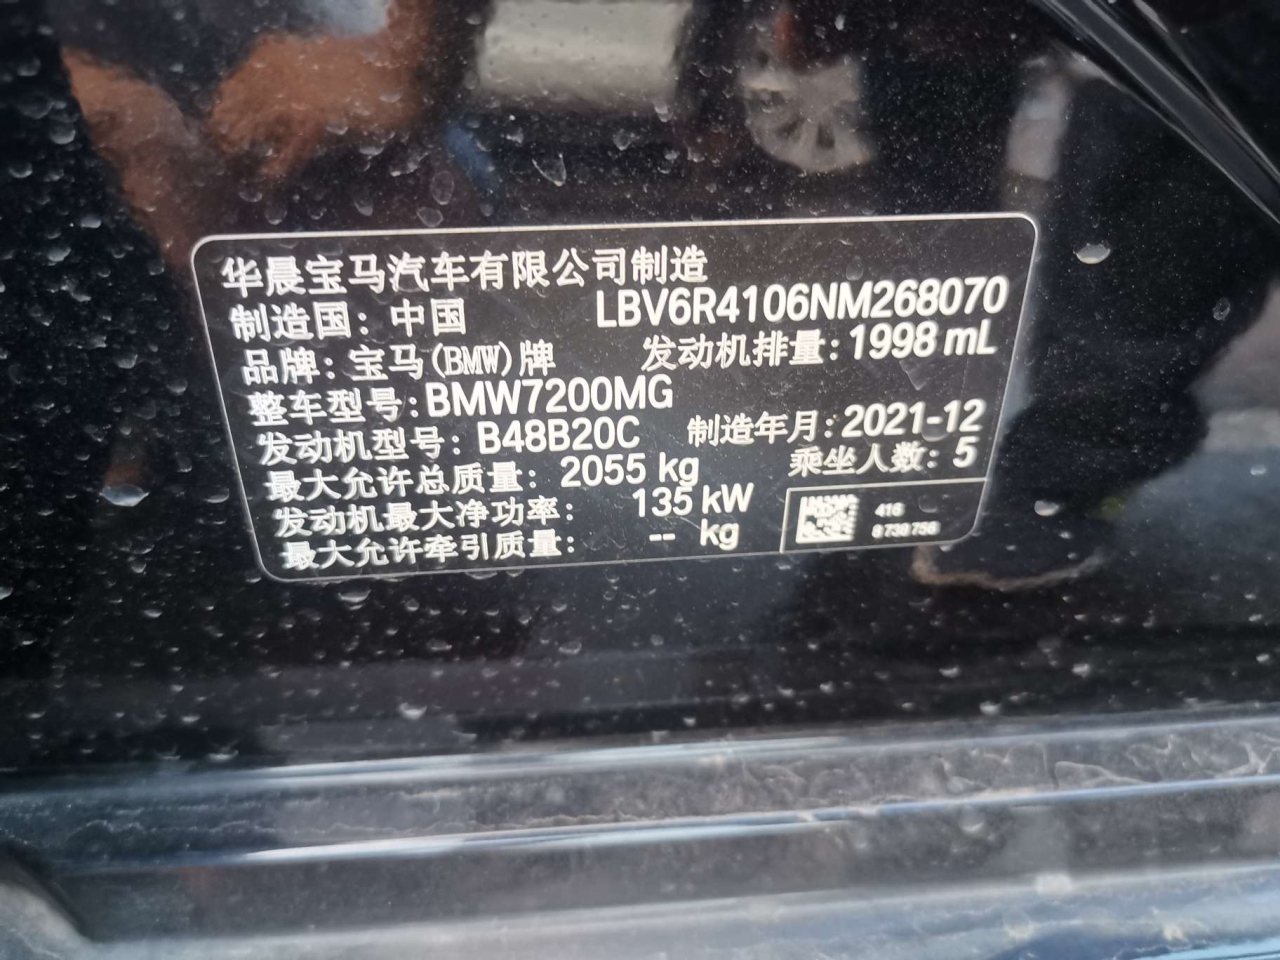 华晨宝马汽车有限公司制造
制造国：中国 LBV6R4106NM268070
品牌：宝马(BMW)牌 发动机排量：1998 mL
整车型号：BMW7200MG
发动机型号：B48B20C 制造年月：2021-12
最大允许总质量：2055 kg 乘坐人数：5
发动机最大净功率：135 kW
最大允许牵引质量：-- kg
416
8738756